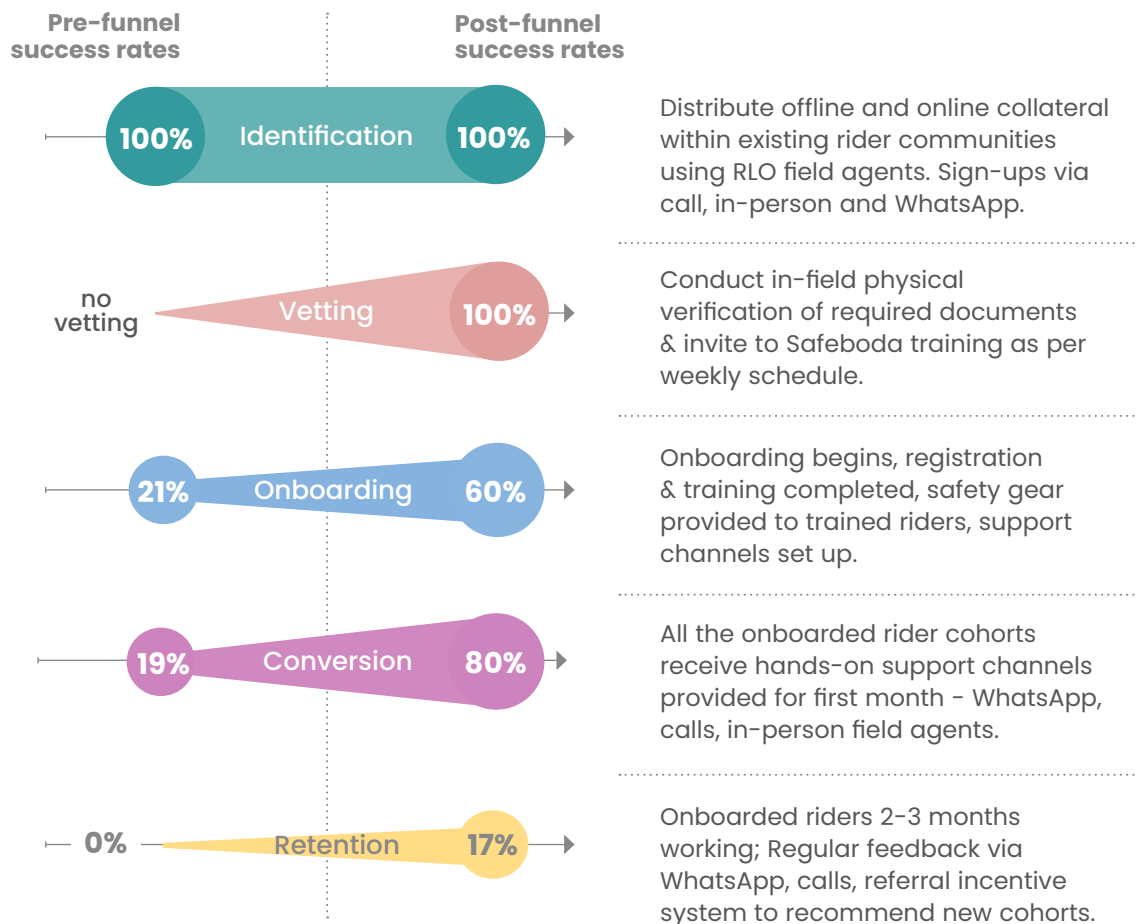 Pre-funnel
success rates
Post-funnel
success rates
100%
Identification
100%
Distribute offline and online collateral
within existing rider communities
using RLO field agents. Sign-ups via
call, in-person and WhatsApp.
no
vetting
Vetting
100%
Conduct in-field physical
verification of required documents
& invite to Safeboda training as per
weekly schedule.
21%
Onboarding
60%
Onboarding begins, registration
& training completed, safety gear
provided to trained riders, support
channels set up.
19%
Conversion
80%
All the onboarded rider cohorts
receive hands-on support channels
provided for first month - WhatsApp,
calls, in-person field agents.
0%
Retention
17%
Onboarded riders 2-3 months
working; Regular feedback via
WhatsApp, calls, referral incentive
system to recommend new cohorts.